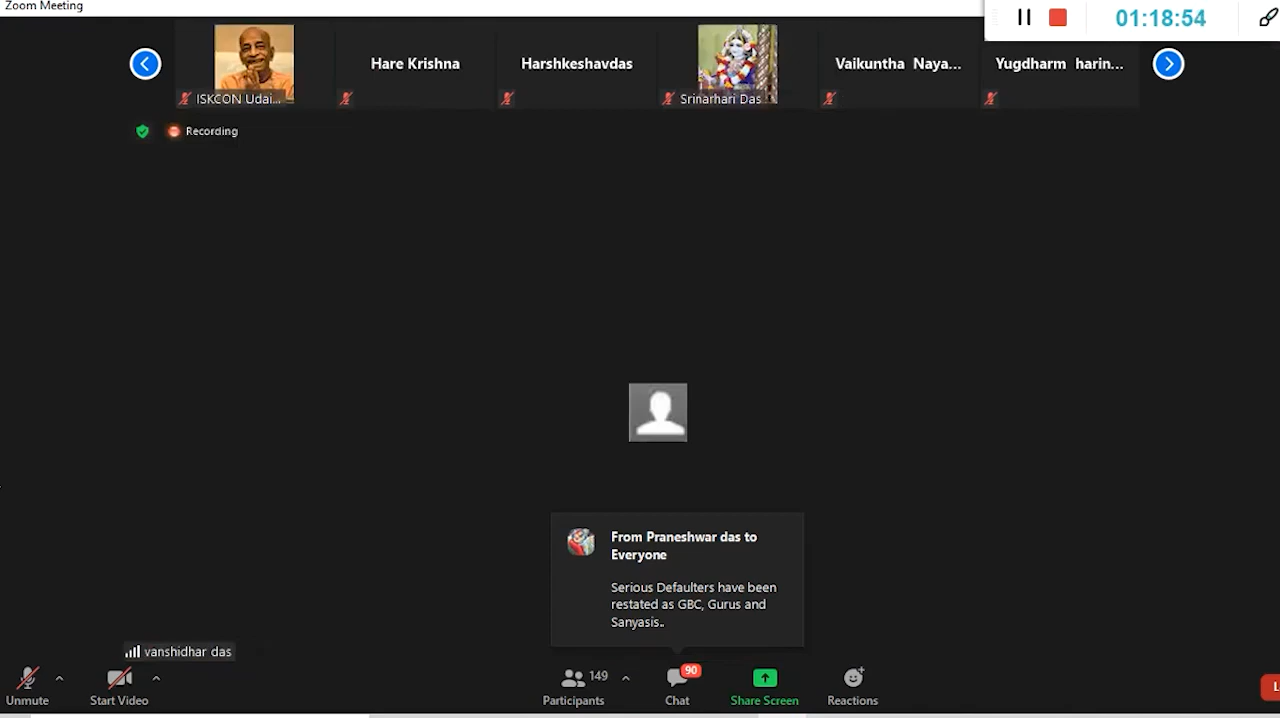 Zoom Meeting
01:18:54
Hare Krishna
Harshkeshavdas
Vaikuntha Naya...
Yugdharm harin...
ISKCON Udai...
Srinarhari Das
Recording
From Praneshwar das to
Everyone
Serious Defaulters have been
restated as GBC, Gurus and
Sanyasis..
vanshidhar das
149
90
Unmute
Start Video
Participants
Chat
Share Screen
Reactions
L